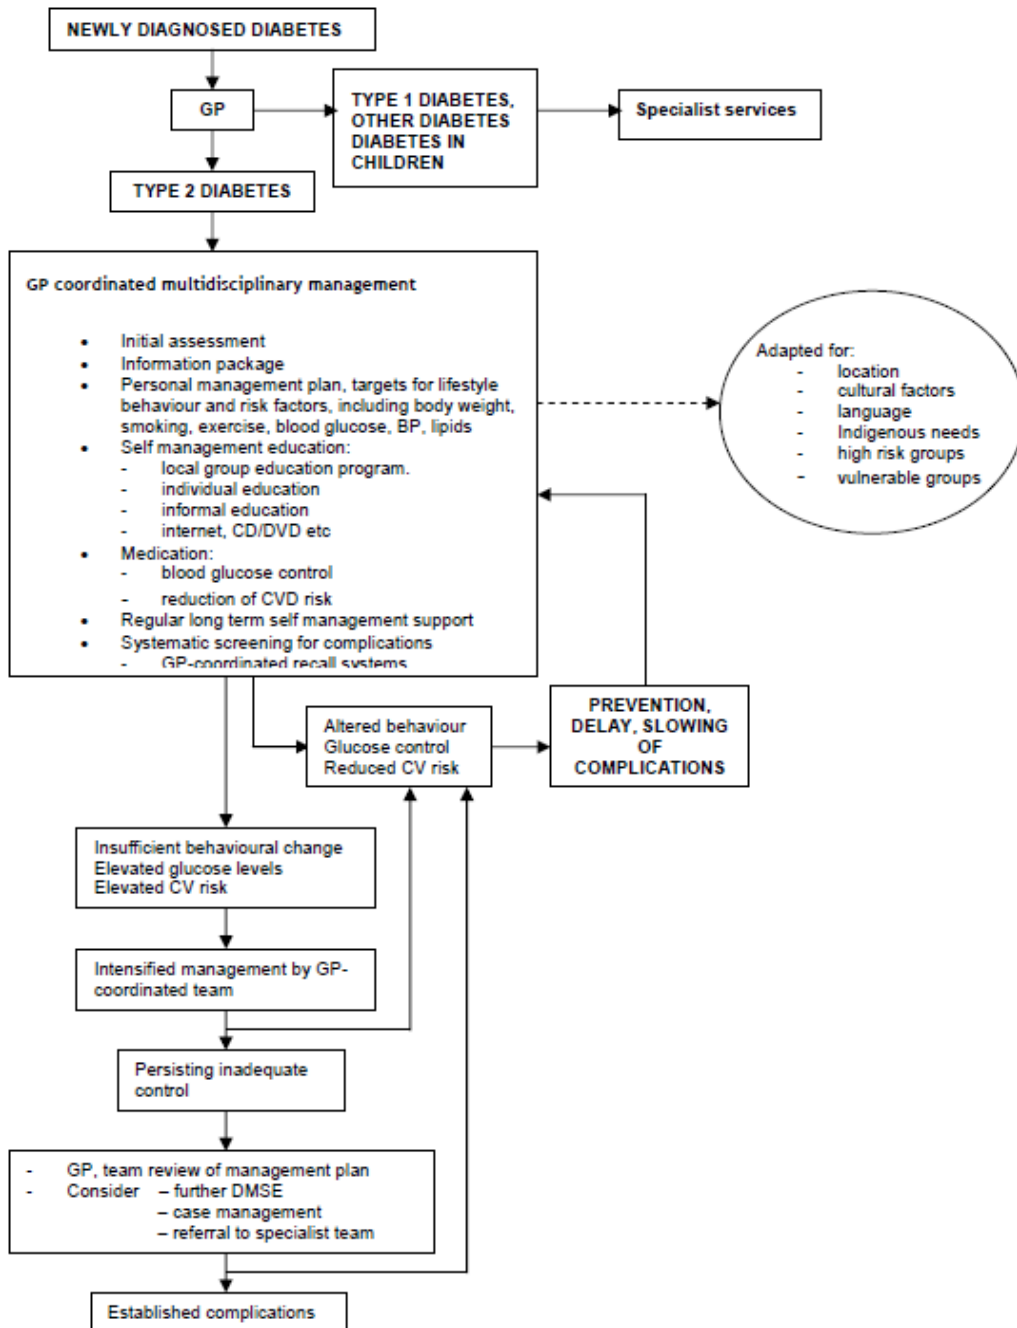 NEWLY DIAGNOSED DIABETES
GP
TYPE 1 DIABETES,
OTHER DIABETES
DIABETES IN
CHILDREN
Specialist services
TYPE 2 DIABETES
GP coordinated multidisciplinary management
• Initial assessment
• Information package
• Personal management plan, targets for lifestyle
behaviour and risk factors, including body weight,
smoking, exercise, blood glucose, BP, lipids
• Self management education:
- local group education program.
- individual education
- informal education
- internet, CD/DVD etc
• Medication:
- blood glucose control
- reduction of CVD risk
• Regular long term self management support
• Systematic screening for complications
- GP-coordinated recall systems
Adapted for:
- location
- cultural factors
- language
- Indigenous needs
- high risk groups
- vulnerable groups
Altered behaviour
Glucose control
Reduced CV risk
PREVENTION,
DELAY, SLOWING
OF
COMPLICATIONS
Insufficient behavioural change
Elevated glucose levels
Elevated CV risk
Intensified management by GP-
coordinated team
Persisting inadequate
control
- GP, team review of management plan
- Consider – further DMSE
– case management
– referral to specialist team
Established complications